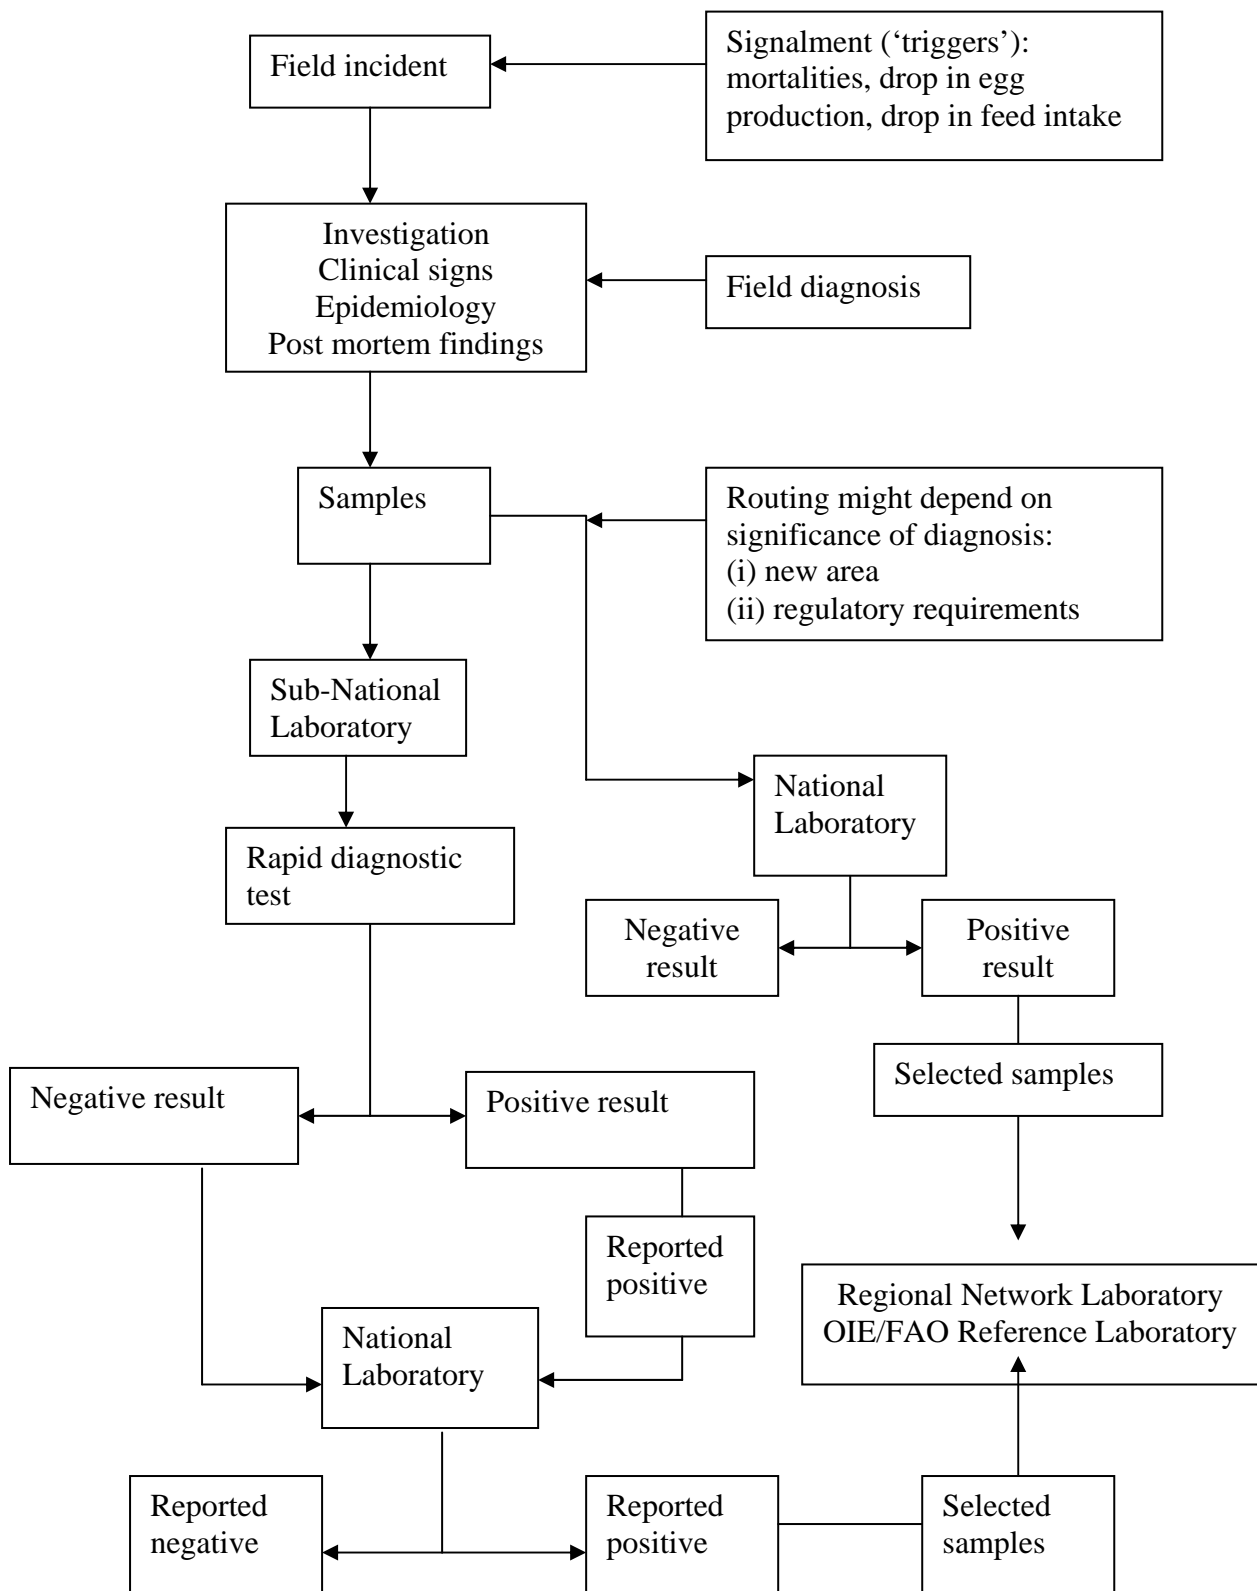 Field incident
Signalment (‘triggers’):
mortalities, drop in egg
production, drop in feed intake
Investigation
Clinical signs
Epidemiology
Post mortem findings
Field diagnosis
Samples
Routing might depend on
significance of diagnosis:
(i) new area
(ii) regulatory requirements
Sub-National
Laboratory
National
Laboratory
Rapid diagnostic
test
Negative
result
Positive
result
Selected samples
Negative result
Positive result
Reported
positive
Regional Network Laboratory
OIE/FAO Reference Laboratory
National
Laboratory
Reported
negative
Reported
positive
Selected
samples